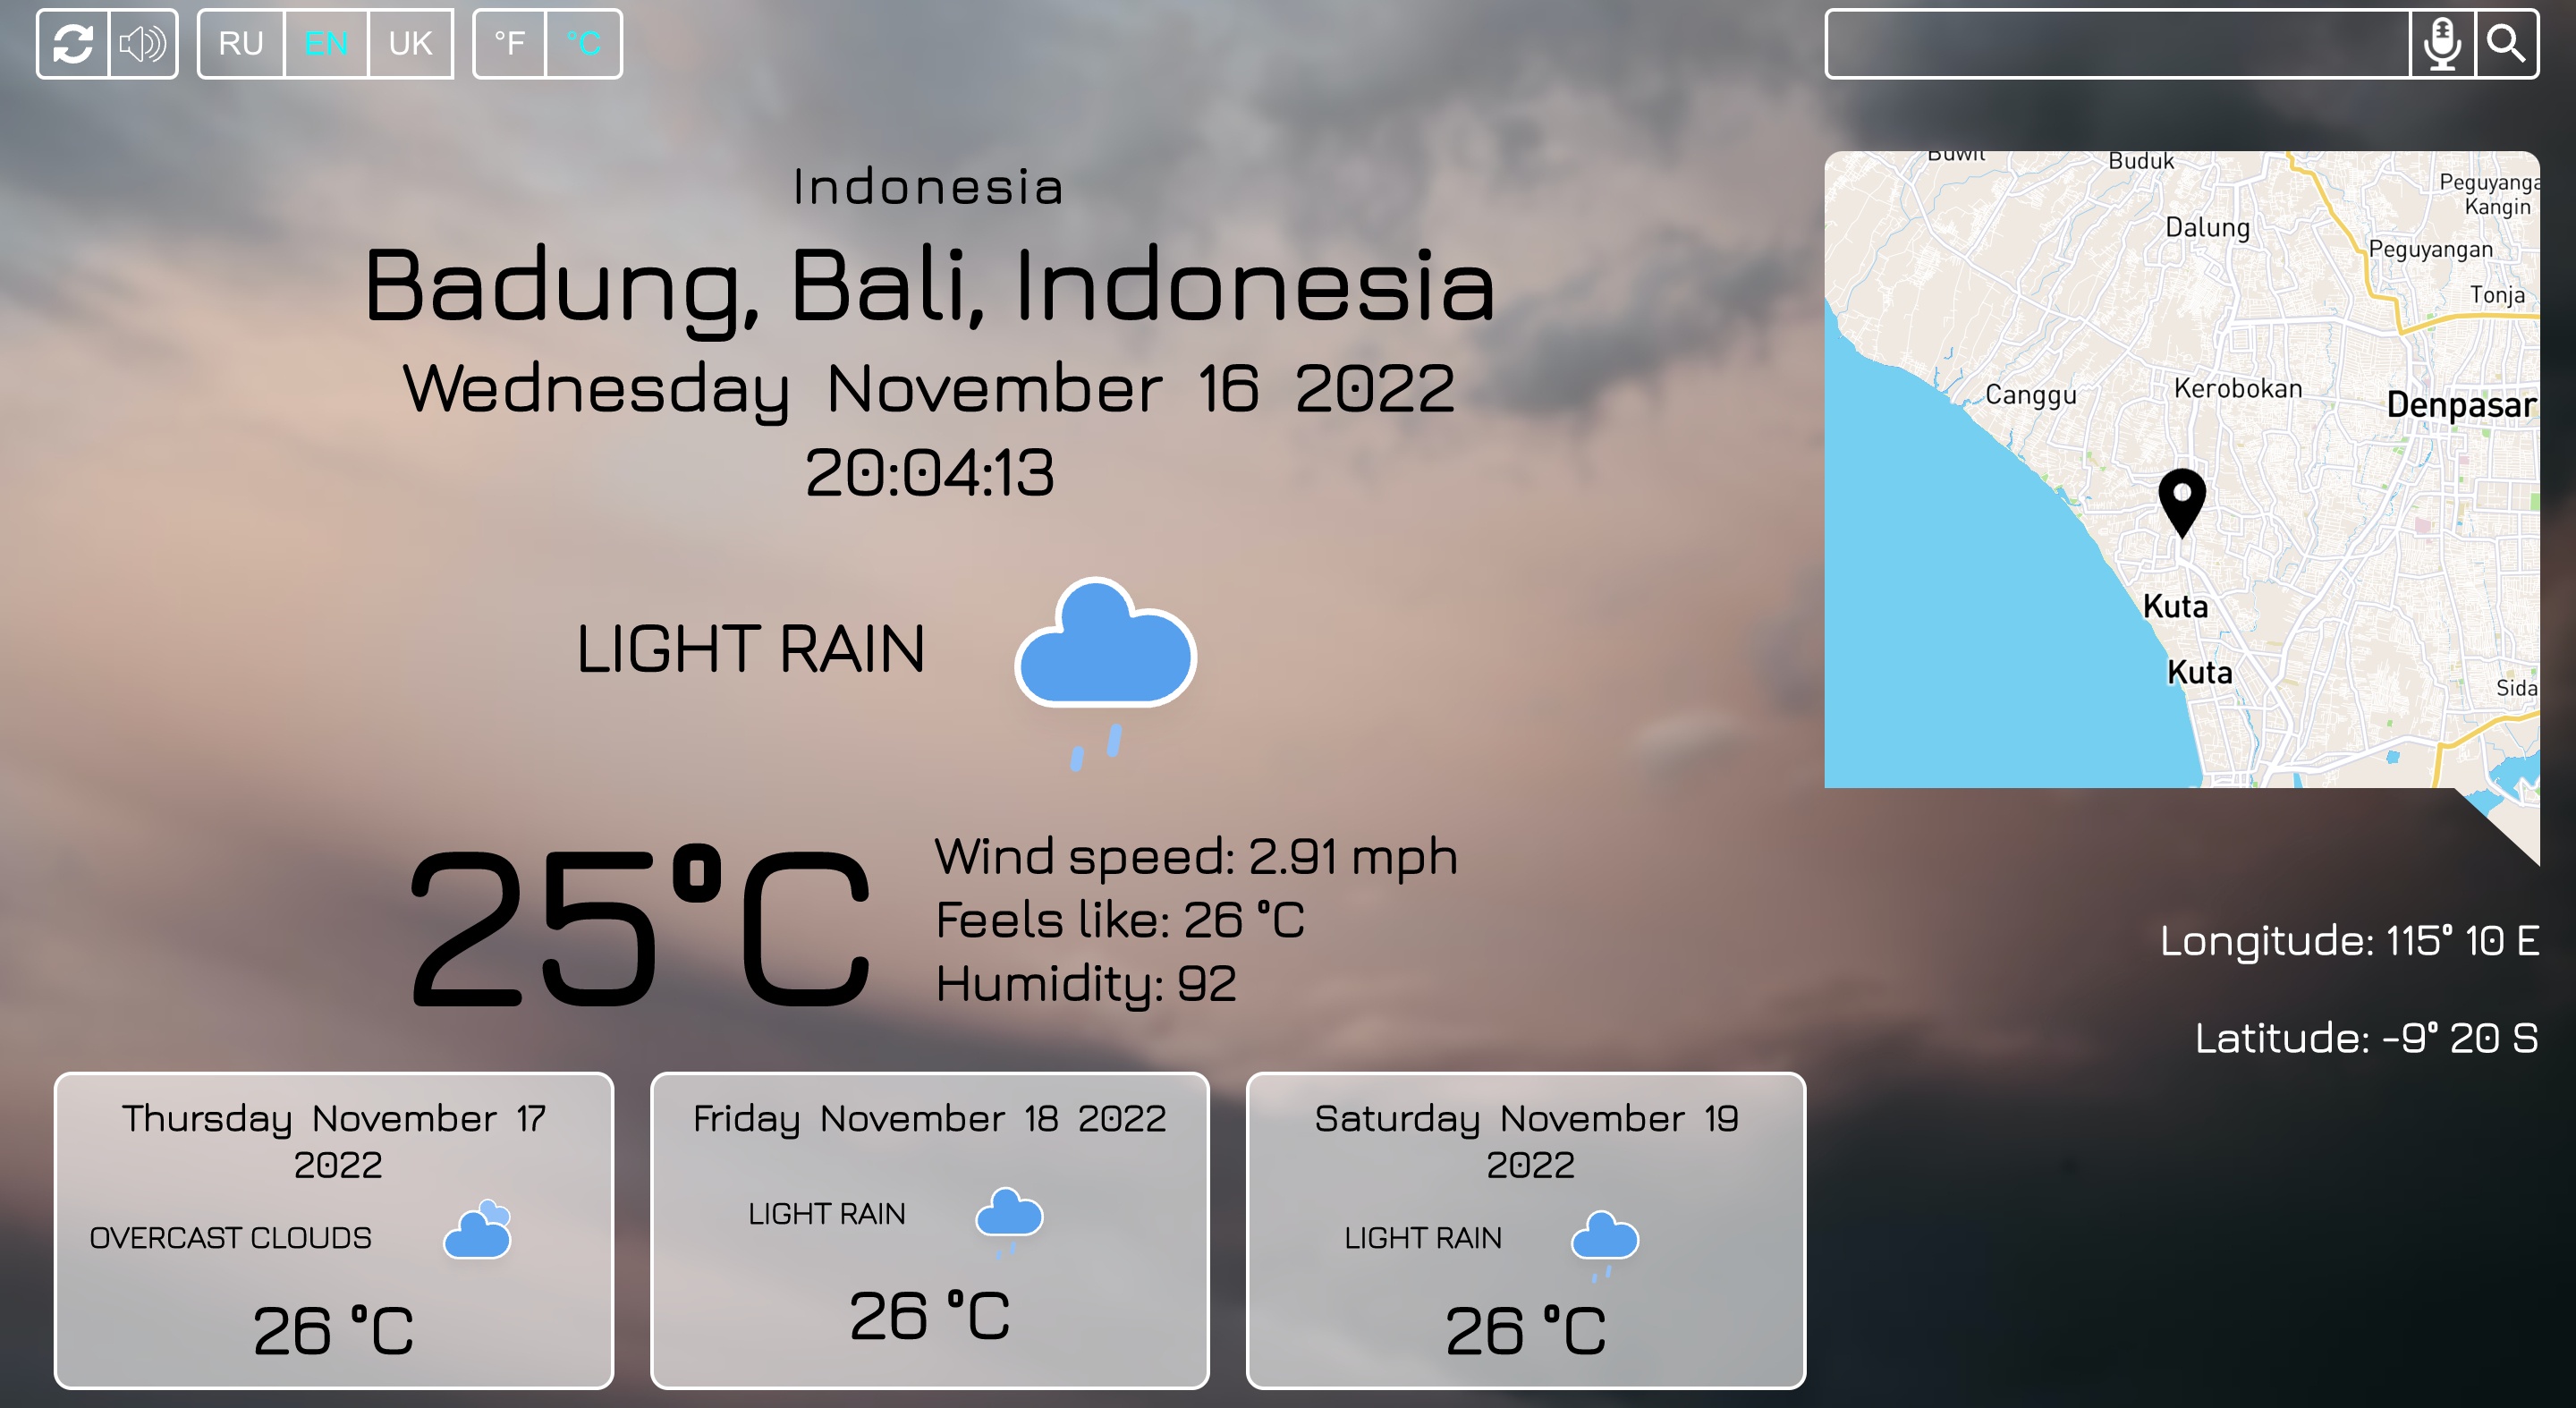 RU EN UK °F °C
Indonesia
Badung, Bali, Indonesia
Wednesday November 16 2022
20:04:13
LIGHT RAIN
25°C
Wind speed: 2.91 mph
Feels like: 26 °C
Humidity: 92
Thursday November 17
2022
OVERCAST CLOUDS
26 °C
Friday November 18 2022
LIGHT RAIN
26 °C
Saturday November 19
2022
LIGHT RAIN
26 °C
Buduk
Peguyanga
Kangin
Dalung
Peguyangan
Tonja
Canggu
Kerobokan
Denpasar
Kuta
Kuta
Sida
Longitude: 115° 10 E
Latitude: -9° 20 S